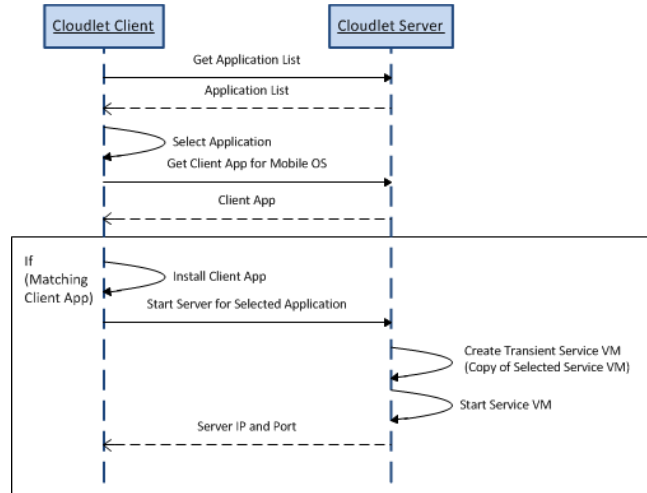 Cloudlet Client
Cloudlet Server
Get Application List
Application List
Select Application
Get Client App for Mobile OS
Client App
If
(Matching
Client App)
Install Client App
Start Server for Selected Application
Create Transient Service VM
(Copy of Selected Service VM)
Start Service VM
Server IP and Port